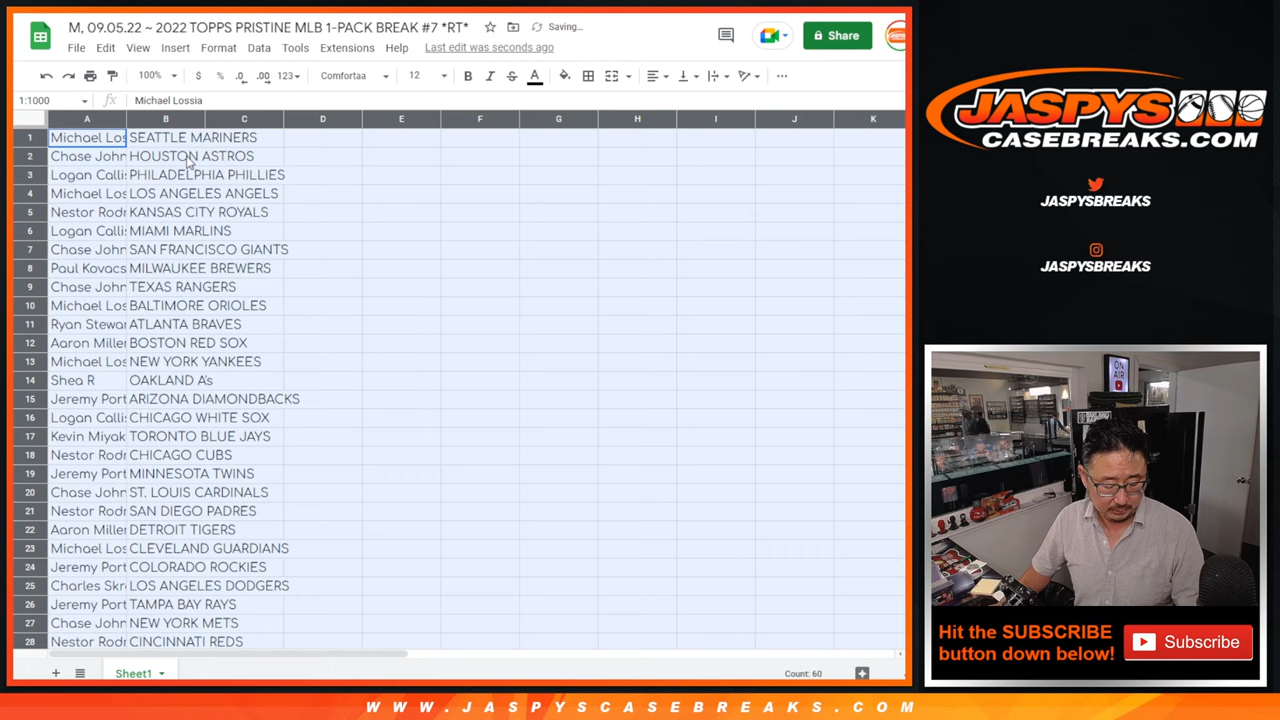 M, 09.05.22 ~ 2022 TOPPS PRISTINE MLB 1-PACK BREAK #7 *RT*
Saving...
File Edit View Insert Format Data Tools Extensions Help Last edit was seconds ago
Share
100% $ % .0 .00 123 Comfortaa 12 B I S A
1:1000 fx Michael Lossia
A B C D E F G H I J K
1 Michael Los SEATTLE MARINERS
2 Chase John HOUSTON ASTROS
3 Logan Callis PHILADELPHIA PHILLIES
4 Michael Los LOS ANGELES ANGELS
5 Nestor Rodr KANSAS CITY ROYALS
6 Logan Callis MIAMI MARLINS
7 Chase John SAN FRANCISCO GIANTS
8 Paul Kovacs MILWAUKEE BREWERS
9 Chase John TEXAS RANGERS
10 Michael Los BALTIMORE ORIOLES
11 Ryan Stewar ATLANTA BRAVES
12 Aaron Miller BOSTON RED SOX
13 Michael Los NEW YORK YANKEES
14 Shea R OAKLAND A's
15 Jeremy Port ARIZONA DIAMONDBACKS
16 Logan Callis CHICAGO WHITE SOX
17 Kevin Miyak TORONTO BLUE JAYS
18 Nestor Rodr CHICAGO CUBS
19 Jeremy Port MINNESOTA TWINS
20 Chase John ST. LOUIS CARDINALS
21 Nestor Rodr SAN DIEGO PADRES
22 Aaron Miller DETROIT TIGERS
23 Michael Los CLEVELAND GUARDIANS
24 Jeremy Port COLORADO ROCKIES
25 Charles Skr LOS ANGELES DODGERS
26 Jeremy Port TAMPA BAY RAYS
27 Chase John NEW YORK METS
28 Nestor Rodr CINCINNATI REDS
Sheet1
Count: 60
JASPYS
CASEBREAKS.COM
JASPYSBREAKS
JASPYSBREAKS
ON
AIR
Hit the SUBSCRIBE
button down below!
Subscribe
WWW.JASPYSCASEBREAKS.COM